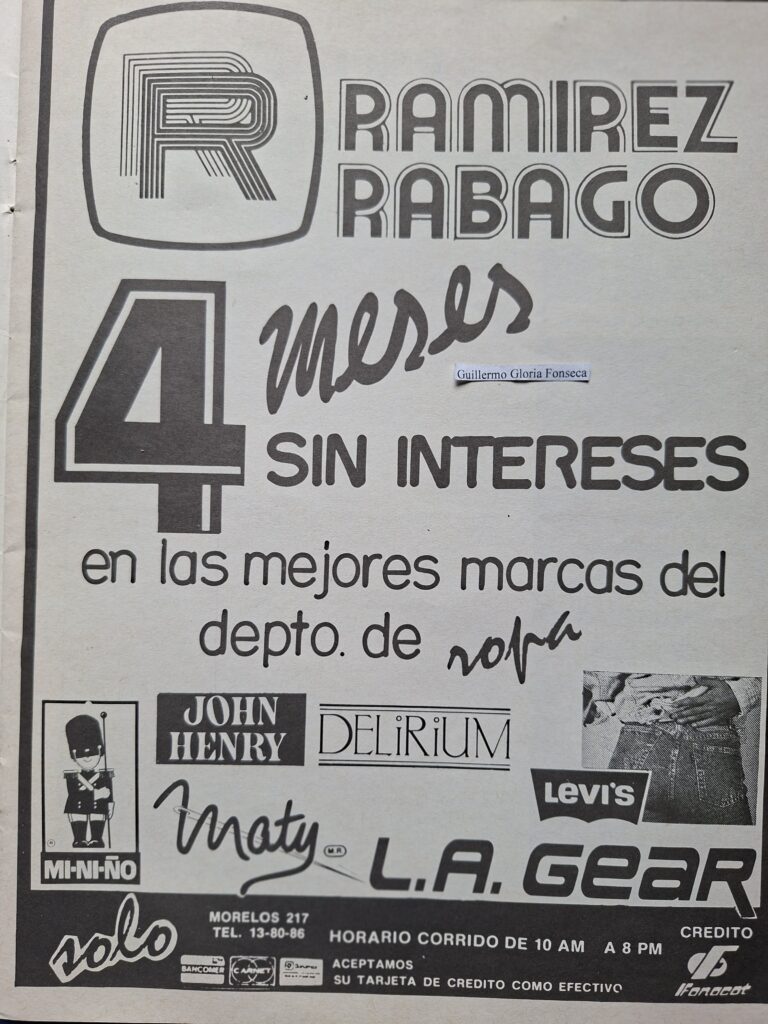 RR
RAMIREZ
RABAGO
4 meses
Guillermo Gloria Fonseca
SIN INTERESES
en las mejores marcas del
depto. de ropa
JOHN
HENRY
DELiRiUM
Levi's
Maty M.R.
MI-NI-ÑO
L.A. GEAR
solo
MORELOS 217
TEL. 13-80-86
HORARIO CORRIDO DE 10 AM A 8 PM
CREDITO
BANCOMER
CARNET
ACEPTAMOS
SU TARJETA DE CREDITO COMO EFECTIVO
Fonacot